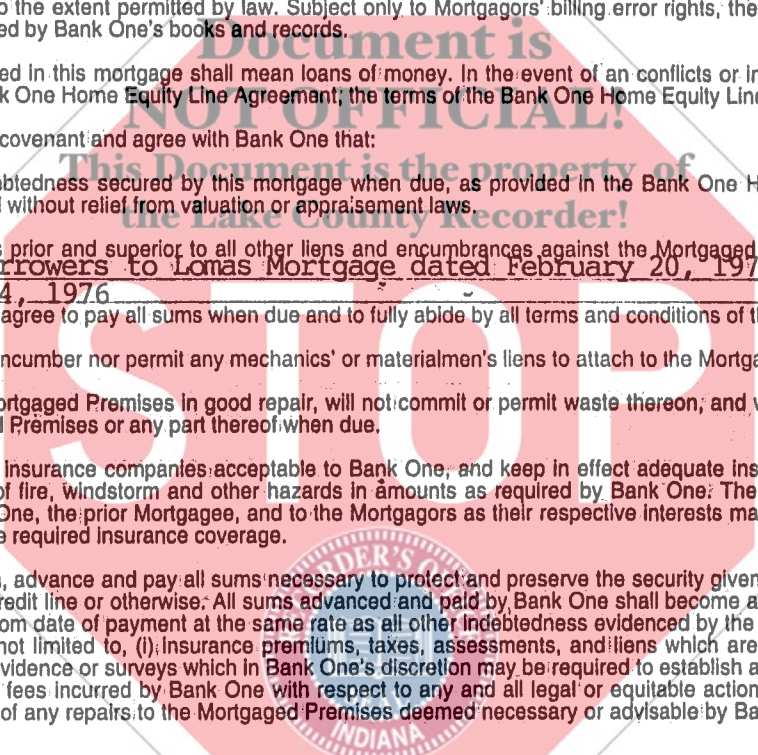 o the extent permitted by law. Subject only to Mortgagors' billing error rights, the
ed by Bank One's books and records.
Document is
ed in this mortgage shall mean loans of money. In the event of an conflicts or in
k One Home Equity Line Agreement; the terms of the Bank One Home Equity Line
NOT OFFICIAL!
covenant and agree with Bank One that:
This Document is the property of
ebtedness secured by this mortgage when due, as provided in the Bank One H
without relief from valuation or appraisement laws.
the Lake County Recorder!
s prior and superior to all other liens and encumbrances against the Mortgaged
rrowers to Lomas Mortgage dated February 20, 197
4, 1976
agree to pay all sums when due and to fully abide by all terms and conditions of t
STOP
ncumber nor permit any mechanics' or materialmen's liens to attach to the Mortga
ortgaged Premises in good repair, will not commit or permit waste thereon, and
Premises or any part thereof when due.
insurance companies acceptable to Bank One, and keep in effect adequate ins
of fire, windstorm and other hazards in amounts as required by Bank One. The
One, the prior Mortgagee, and to the Mortgagors as their respective interests ma
e required insurance coverage.
, advance and pay all sums necessary to protect and preserve the security given
redit line or otherwise. All sums advanced and paid by Bank One shall become a
om date of payment at the same rate as all other indebtedness evidenced by the
not limited to, (i) insurance premiums, taxes, assessments, and liens which are
vidence or surveys which in Bank One's discretion may be required to establish a
fees incurred by Bank One with respect to any and all legal or equitable action
of any repairs to the Mortgaged Premises deemed necessary or advisable by Ba
RECORDER'S OFFICE
INDIANA